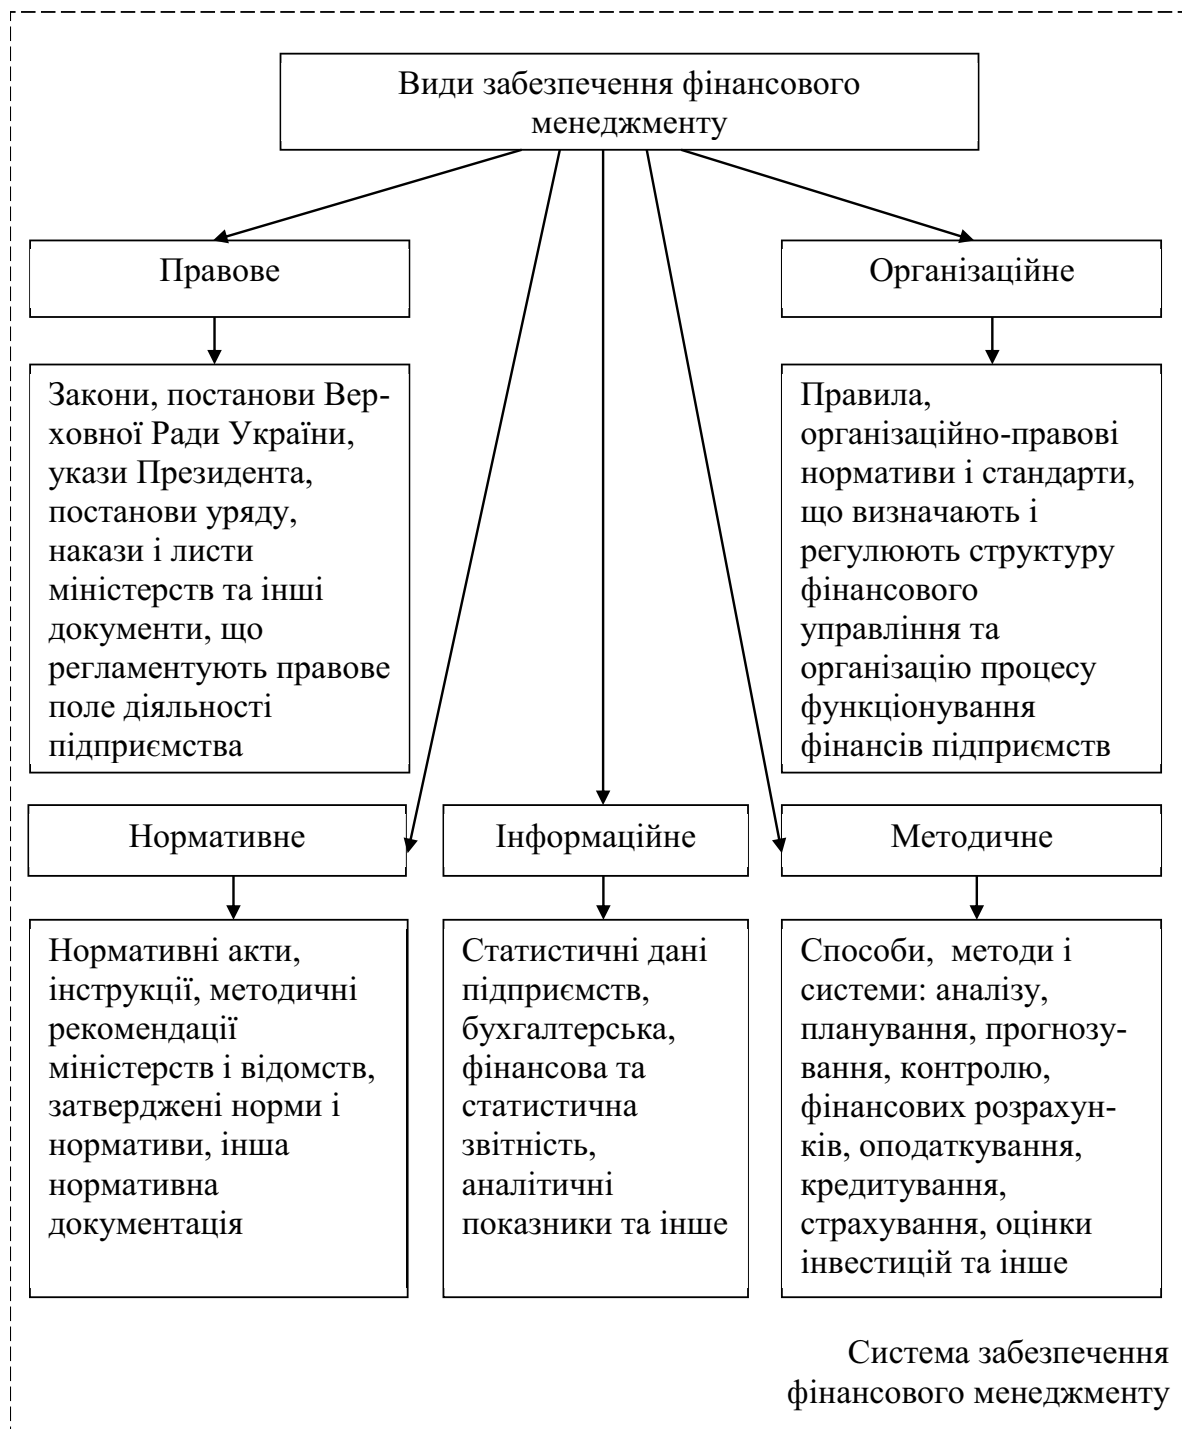 Види забезпечення фінансового
менеджменту
Правове
Організаційне
Закони, постанови Вер-
ховної Ради України,
укази Президента,
постанови уряду,
накази і листи
міністерств та інші
документи, що
регламентують правове
поле діяльності
підприємства
Правила,
організаційно-правові
нормативи і стандарти,
що визначають і
регулюють структуру
фінансового
управління та
організацію процесу
функціонування
фінансів підприємств
Нормативне
Інформаційне
Методичне
Нормативні акти,
інструкції, методичні
рекомендації
міністерств і відомств,
затверджені норми і
нормативи, інша
нормативна
документація
Статистичні дані
підприємств,
бухгалтерська,
фінансова та
статистична
звітність,
аналітичні
показники та інше
Способи, методи і
системи: аналізу,
планування, прогнозу-
вання, контролю,
фінансових розрахун-
ків, оподаткування,
кредитування,
страхування, оцінки
інвестицій та інше
Система забезпечення
фінансового менеджменту